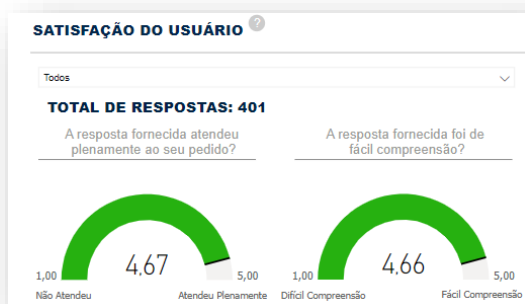 SATISFAÇÃO DO USUÁRIO ?
Todos
TOTAL DE RESPOSTAS: 401
A resposta fornecida atendeu
plenamente ao seu pedido?
4,67
1,00
5,00
Não Atendeu
Atendeu Plenamente
A resposta fornecida foi de
fácil compreensão?
4,66
1,00
5,00
Difícil Compreensão
Fácil Compreensão